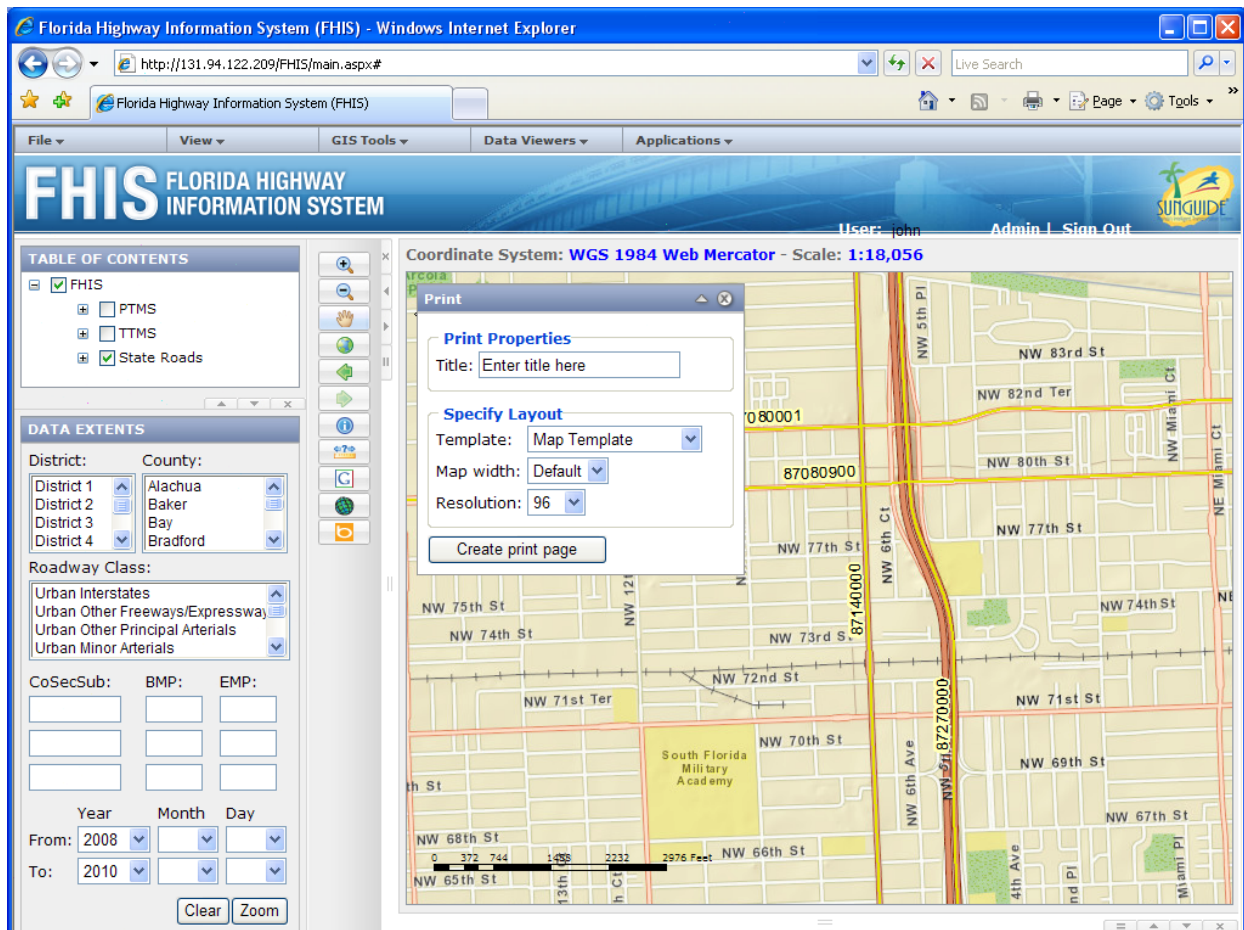 Florida Highway Information System (FHIS) - Windows Internet Explorer
http://131.94.122.209/FHIS/main.aspx#
Live Search
Florida Highway Information System (FHIS)
Page
Tools
File
View
GIS Tools
Data Viewers
Applications
FHIS FLORIDA HIGHWAY
INFORMATION SYSTEM
SUNGUIDE
User: john
Admin | Sign Out
TABLE OF CONTENTS
FHIS
PTMS
TTMS
State Roads
DATA EXTENTS
District:
County:
District 1
District 2
District 3
District 4
Alachua
Baker
Bay
Bradford
Roadway Class:
Urban Interstates
Urban Other Freeways/Expressway
Urban Other Principal Arterials
Urban Minor Arterials
CoSecSub:
BMP:
EMP:
Year
Month
Day
From: 2008
To: 2010
Clear
Zoom
Coordinate System: WGS 1984 Web Mercator - Scale: 1:18,056
Print
Print Properties
Title: Enter title here
Specify Layout
Template: Map Template
Map width: Default
Resolution: 96
Create print page
NW 5th Pl
NW 83rd St
NW 82nd Ter
NW Miami Ct
NE Miami Ct
080001
NW 80th St
87080900
NW 6th Ct
NW 77th St
NW 77th St
NW 12t
87140000
NW 75th St
NW 74th St
NW 74th St
NW 73rd S
NW 72nd St
NW 71st Ter
NW 71st St
87270000
NW 70th St
South Florida
Military
Academy
NW 6th Ave
NW 69th St
th St
NW 67th St
NW 68th St
0 372 744 1488 2232 2976 Feet
NW 66th St
NW 65th St
13th Ct
4th Ave
nd Pl
Miami Pl